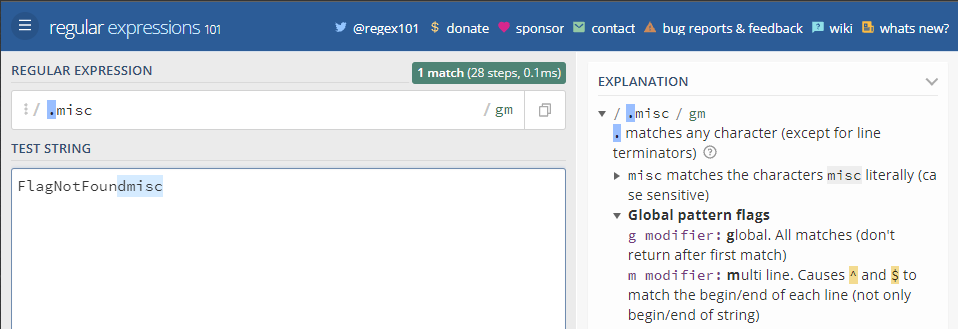 regular expressions 101
@regex101 $ donate sponsor contact bug reports & feedback wiki whats new?
REGULAR EXPRESSION
1 match (28 steps, 0.1ms)
/ .misc / gm
TEST STRING
FlagNotFoundmisc
EXPLANATION
/ .misc / gm
. matches any character (except for line
terminators)
misc matches the characters misc literally (ca
se sensitive)
Global pattern flags
g modifier: global. All matches (don't
return after first match)
m modifier: multi line. Causes ^ and $ to
match the begin/end of each line (not only
begin/end of string)